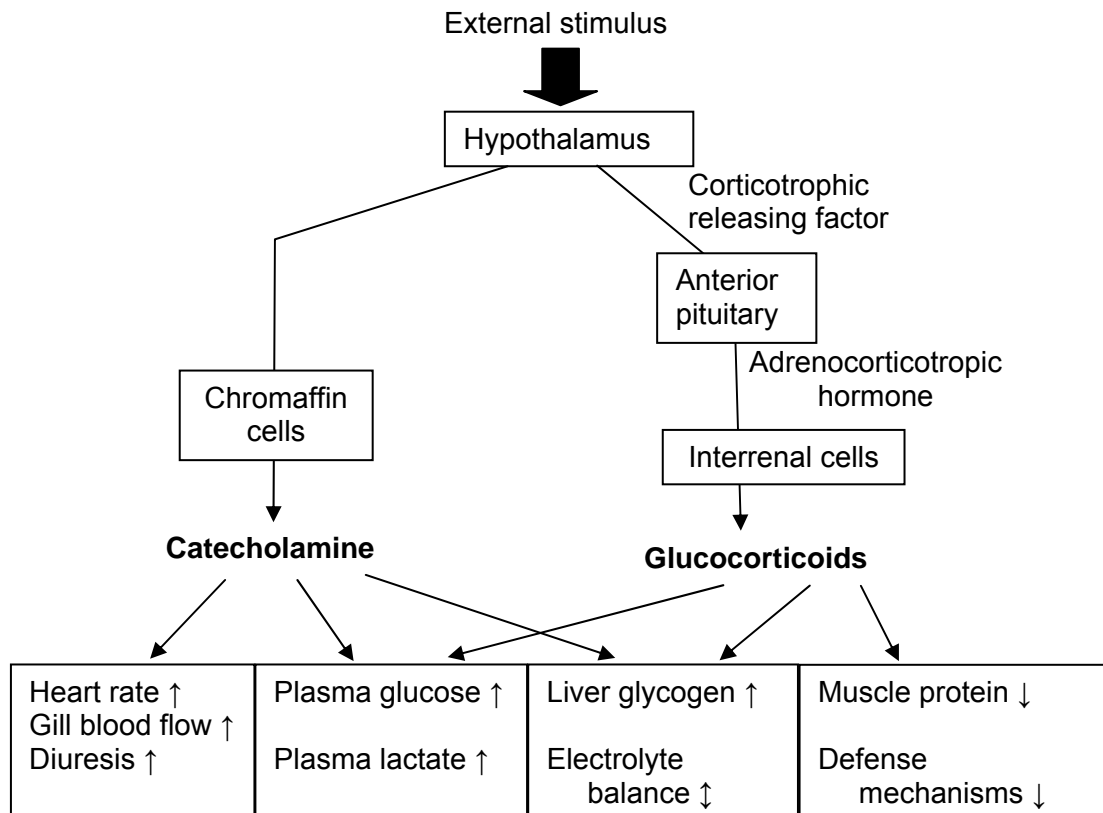 External stimulus
Hypothalamus
Corticotrophic
releasing factor
Anterior
pituitary
Adrenocorticotropic
hormone
Chromaffin
cells
Interrenal cells
Catecholamine
Glucocorticoids
Heart rate ↑
Gill blood flow ↑
Diuresis ↑
Plasma glucose ↑
Plasma lactate ↑
Liver glycogen ↑
Electrolyte
balance ↕
Muscle protein ↓
Defense
mechanisms ↓